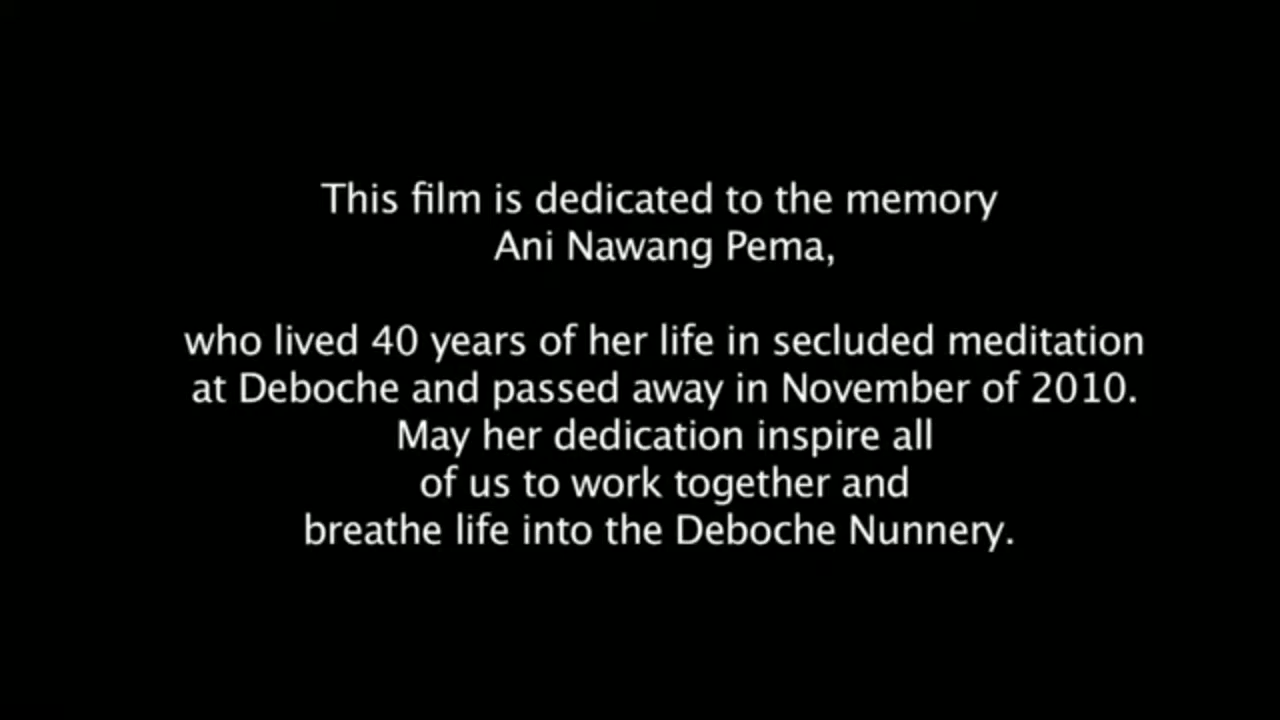 This film is dedicated to the memory
Ani Nawang Pema,
who lived 40 years of her life in secluded meditation
at Deboche and passed away in November of 2010.
May her dedication inspire all
of us to work together and
breathe life into the Deboche Nunnery.